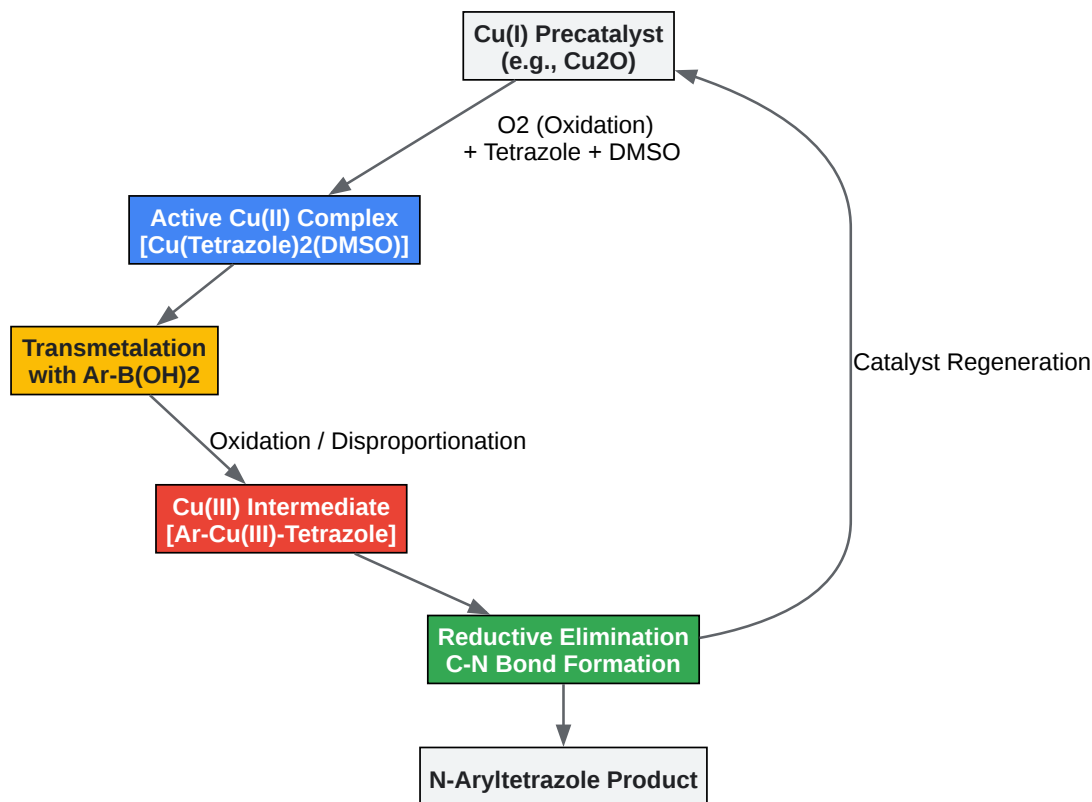 Cu(I) Precatalyst
(e.g., Cu2O)
O2 (Oxidation)
+ Tetrazole + DMSO
Active Cu(II) Complex
[Cu(Tetrazole)2(DMSO)]
Transmetalation
with Ar-B(OH)2
Catalyst Regeneration
Oxidation / Disproportionation
Cu(III) Intermediate
[Ar-Cu(III)-Tetrazole]
Reductive Elimination
C-N Bond Formation
N-Aryltetrazole Product